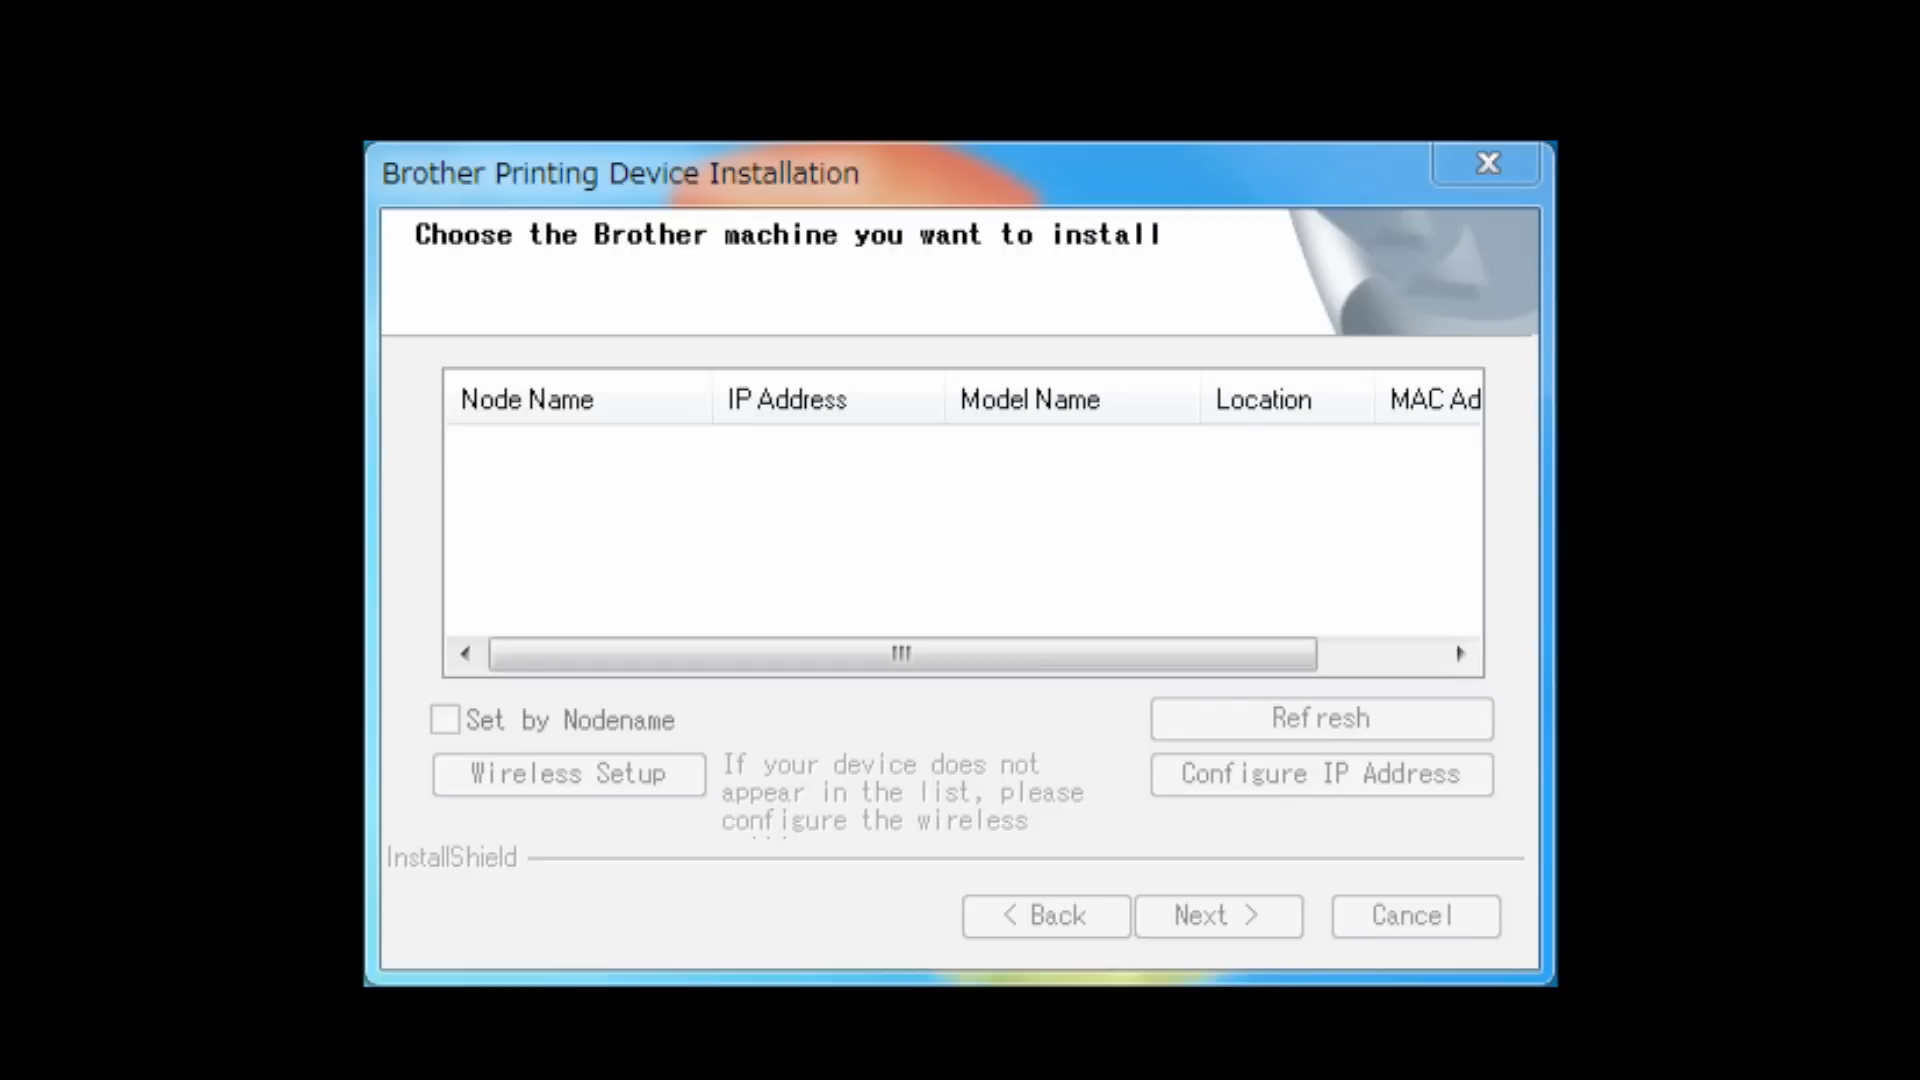 Brother Printing Device Installation
Choose the Brother machine you want to install
Node Name IP Address Model Name Location MAC Ad
Set by Nodename
Refresh
Wireless Setup
If your device does not
appear in the list, please
configure the wireless
Configure IP Address
InstallShield
< Back
Next >
Cancel